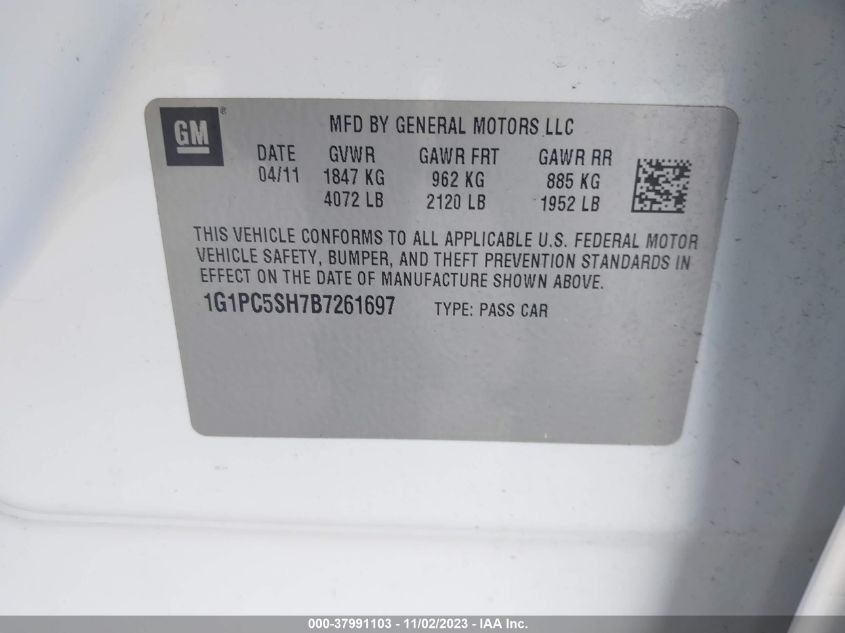 GM®
MFD BY GENERAL MOTORS LLC
DATE GVWR GAWR FRT GAWR RR
04/11 1847 KG 962 KG 885 KG
4072 LB 2120 LB 1952 LB
THIS VEHICLE CONFORMS TO ALL APPLICABLE U.S. FEDERAL MOTOR
VEHICLE SAFETY, BUMPER, AND THEFT PREVENTION STANDARDS IN
EFFECT ON THE DATE OF MANUFACTURE SHOWN ABOVE.
1G1PC5SH7B7261697 TYPE: PASS CAR
000-37991103 - 11/02/2023 - IAA Inc.